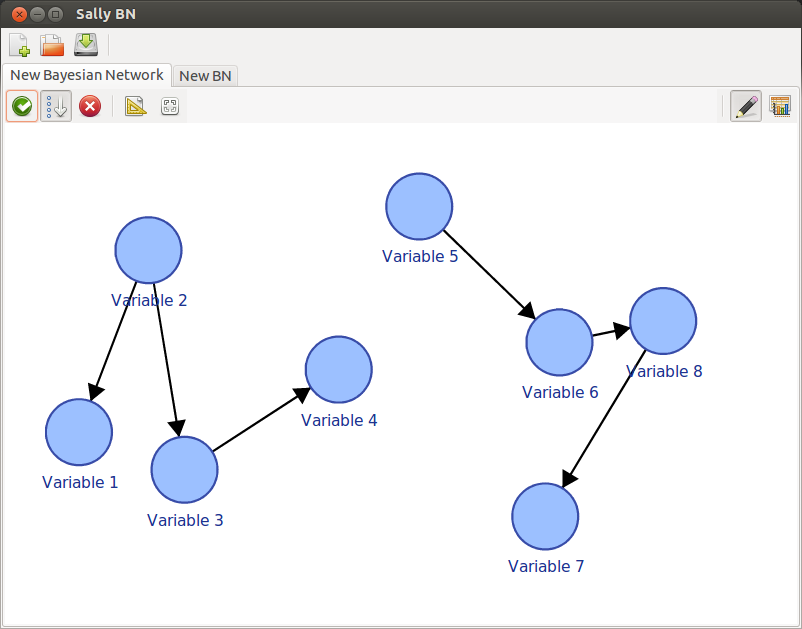 Sally BN
New Bayesian Network
New BN
Variable 5
Variable 2
Variable 8
Variable 6
Variable 4
Variable 1
Variable 3
Variable 7